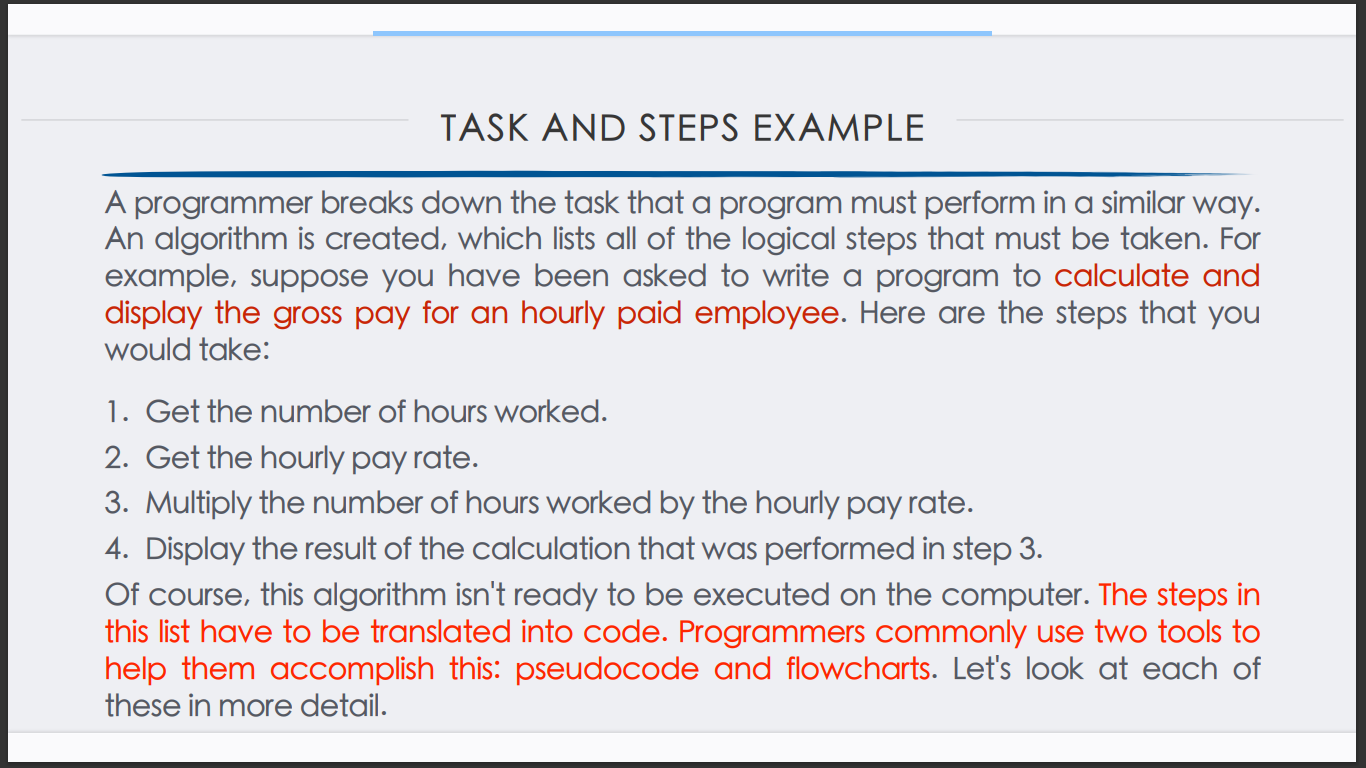 TASK AND STEPS EXAMPLE
A programmer breaks down the task that a program must perform in a similar way.
An algorithm is created, which lists all of the logical steps that must be taken. For
example, suppose you have been asked to write a program to calculate and
display the gross pay for an hourly paid employee. Here are the steps that you
would take:
1. Get the number of hours worked.
2. Get the hourly pay rate.
3. Multiply the number of hours worked by the hourly pay rate.
4. Display the result of the calculation that was performed in step 3.
Of course, this algorithm isn't ready to be executed on the computer. The steps in
this list have to be translated into code. Programmers commonly use two tools to
help them accomplish this: pseudocode and flowcharts. Let's look at each of
these in more detail.